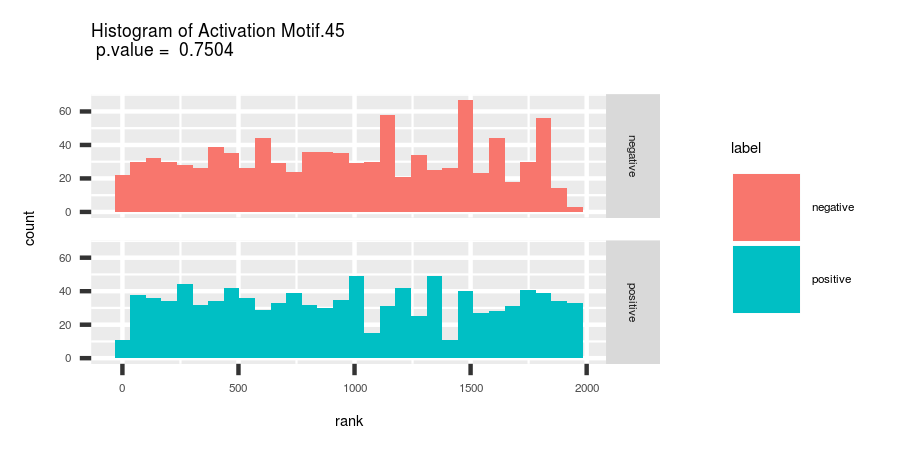 Histogram of Activation Motif.45
p.value = 0.7504
count
60
40
20
0
negative
60
40
20
0
positive
0 500 1000 1500 2000
rank
label
negative
positive